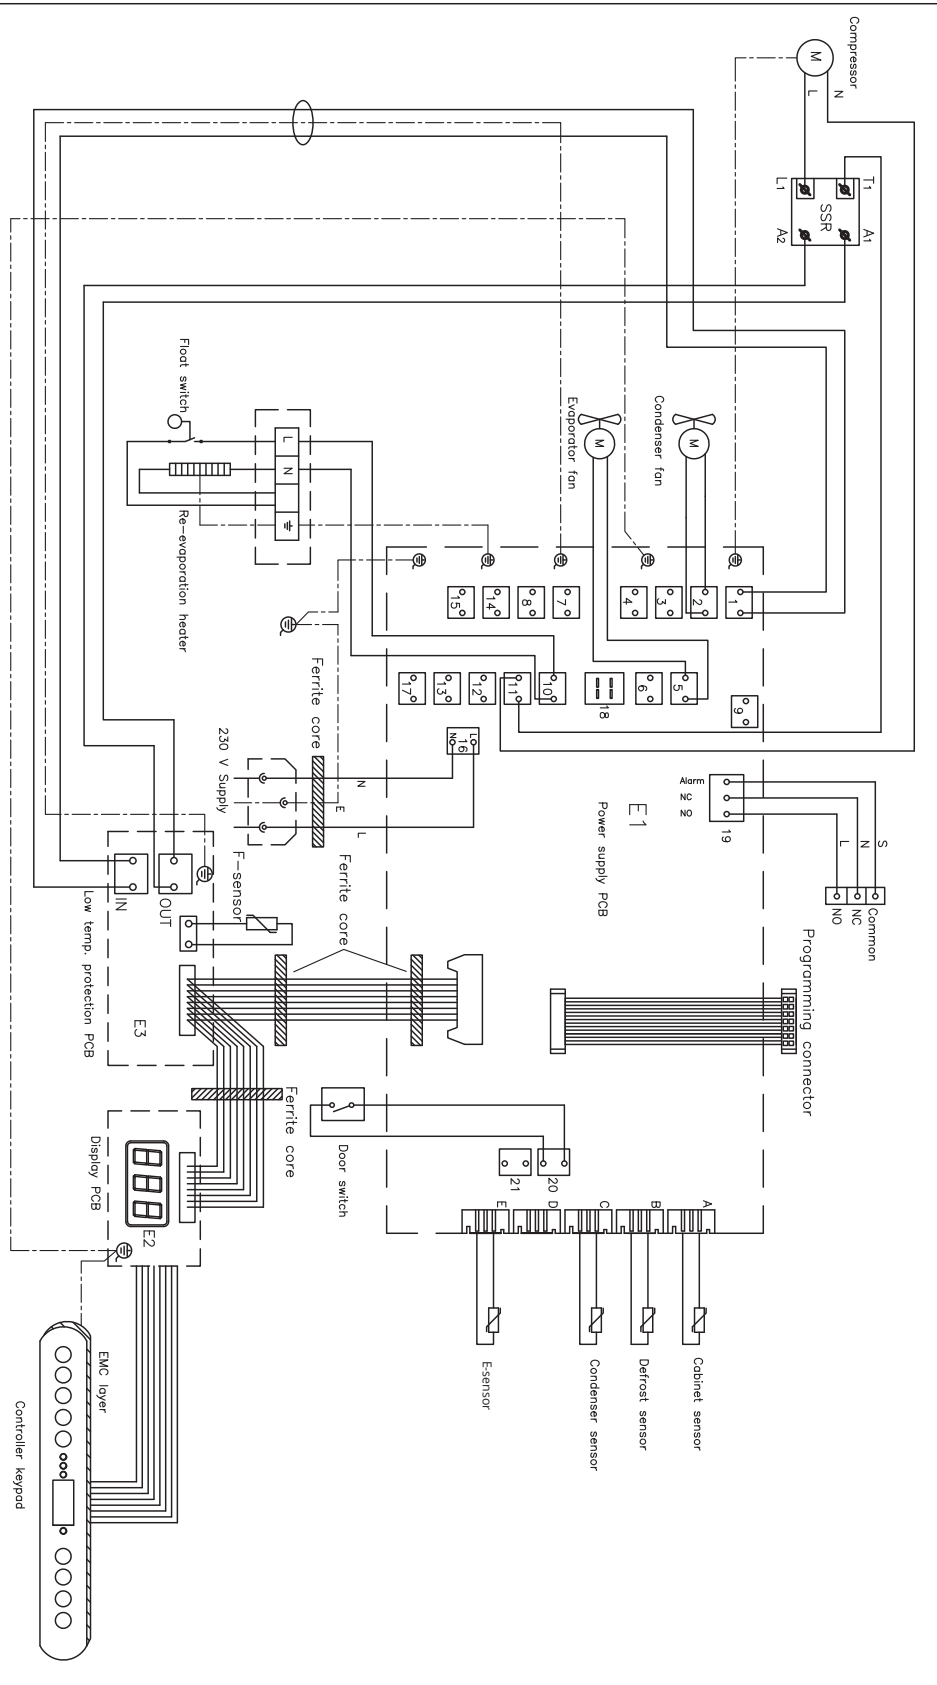 Compressor
M
L
N
L1
T1
SSR
A2
A1
Float switch
Re-evaporation heater
L
N
Evaporator fan
M
Condenser fan
M
15
14
8
7
4
3
2
1
17
13
12
11
10
18
6
5
9
N
L
16
Ferrite core
230 V Supply
N
E
L
E1
Power supply PCB
Alarm
NC
NO
19
S
N
L
Common
NC
NO
Programming connector
F-sensor
Ferrite core
IN
OUT
Low temp. protection PCB
E3
Ferrite core
Door switch
21
20
E
D
C
B
A
Display PCB
E2
E-sensor
Condenser sensor
Defrost sensor
Cabinet sensor
EMC layer
Controller keypad